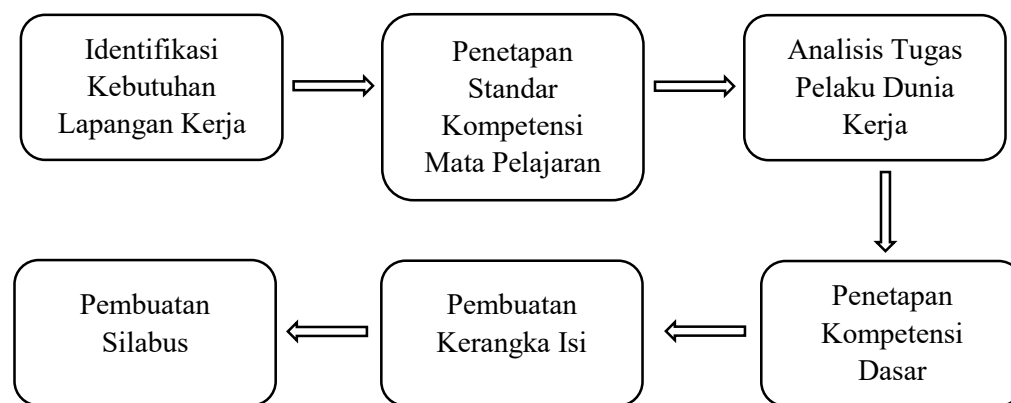 Identifikasi
Kebutuhan
Lapangan Kerja
Penetapan
Standar
Kompetensi
Mata Pelajaran
Analisis Tugas
Pelaku Dunia
Kerja
Penetapan
Kompetensi
Dasar
Pembuatan
Kerangka Isi
Pembuatan
Silabus